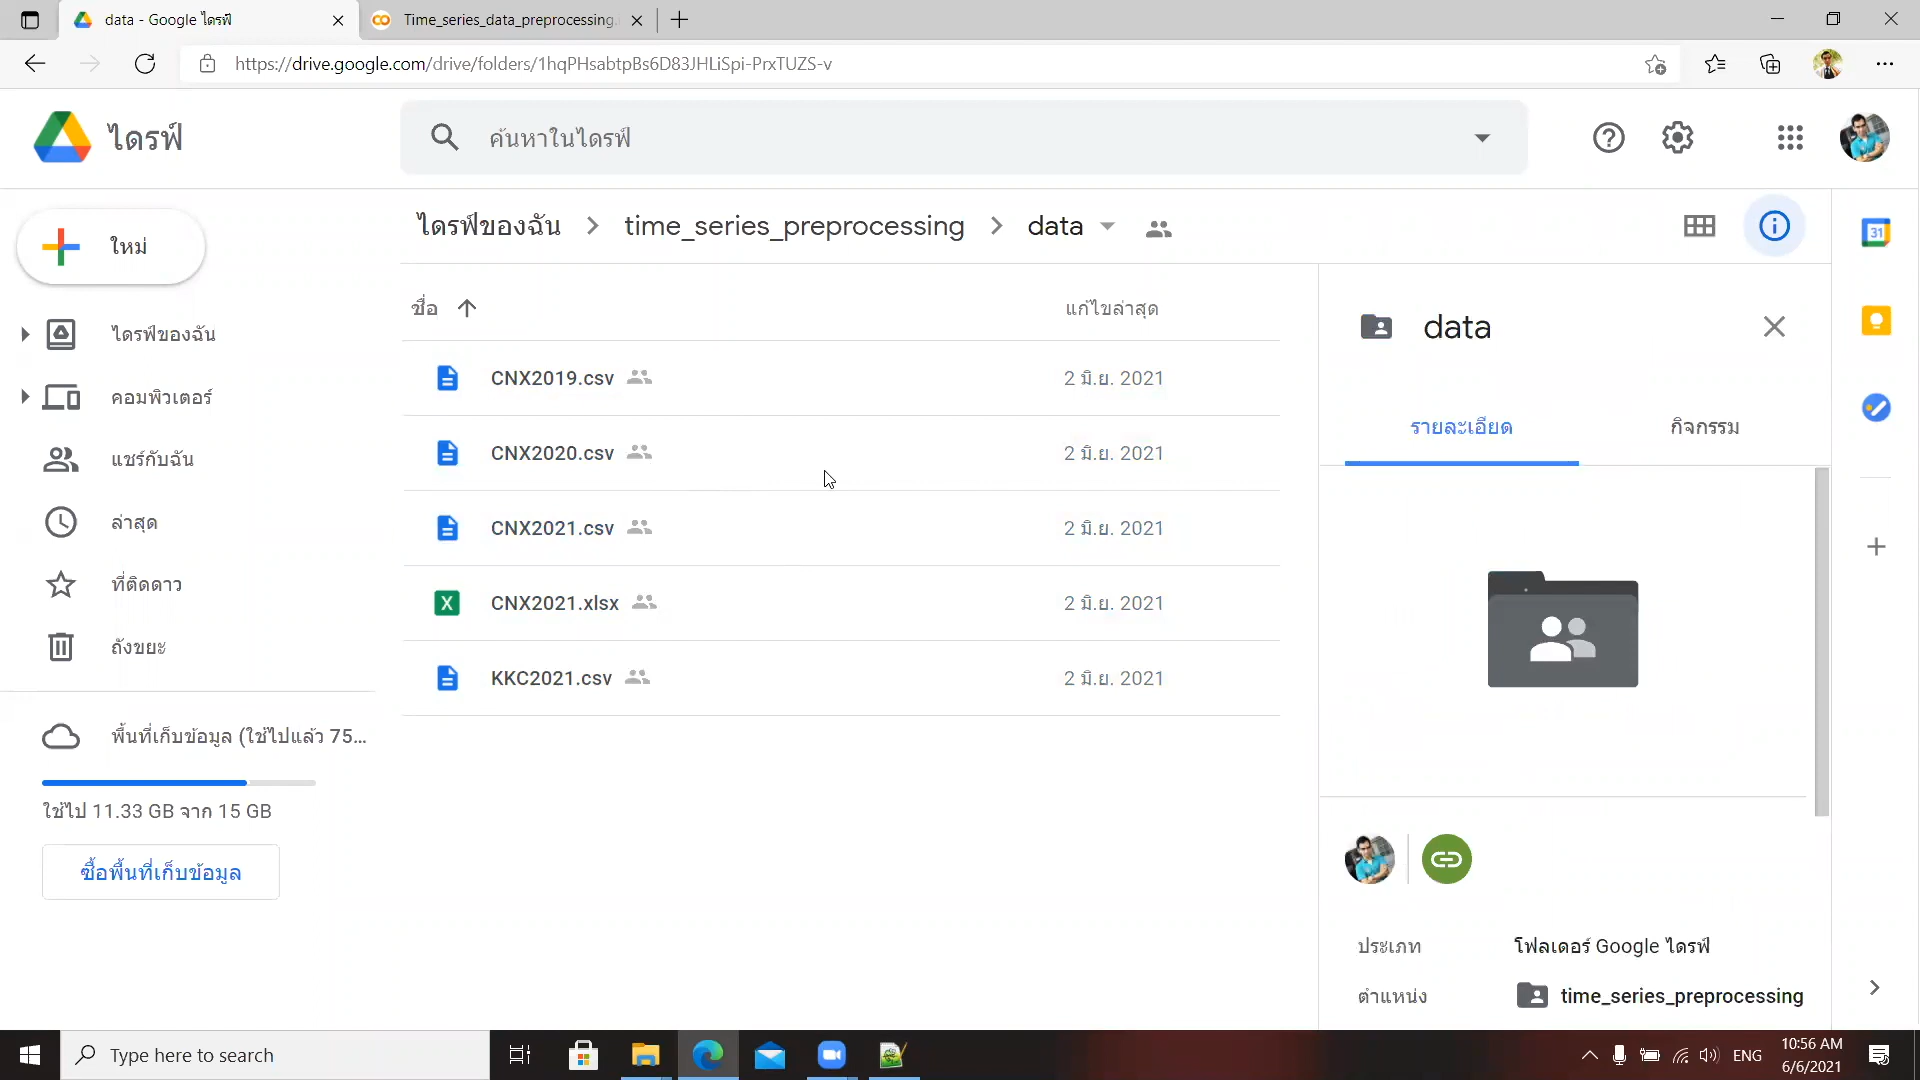 data - Google ไดรฟ์
Time_series_data_preprocessing.
https://drive.google.com/drive/folders/1hqPHsabtpBs6D83JHLiSpi-PrxTUZS-v
ไดรฟ์
ค้นหาในไดรฟ์
ใหม่
ไดรฟ์ของฉัน
คอมพิวเตอร์
แชร์กับฉัน
ล่าสุด
ที่ติดดาว
ถังขยะ
พื้นที่เก็บข้อมูล (ใช้ไปแล้ว 75...
ใช้ไป 11.33 GB จาก 15 GB
ซื้อพื้นที่เก็บข้อมูล
ไดรฟ์ของฉัน > time_series_preprocessing > data
ชื่อ แก้ไขล่าสุด
CNX2019.csv 2 มิ.ย. 2021
CNX2020.csv 2 มิ.ย. 2021
CNX2021.csv 2 มิ.ย. 2021
X CNX2021.xlsx 2 มิ.ย. 2021
KKC2021.csv 2 มิ.ย. 2021
data
รายละเอียด กิจกรรม
ประเภท โฟลเดอร์ Google ไดรฟ์
ตำแหน่ง time_series_preprocessing
31
Type here to search
ENG
10:56 AM
6/6/2021